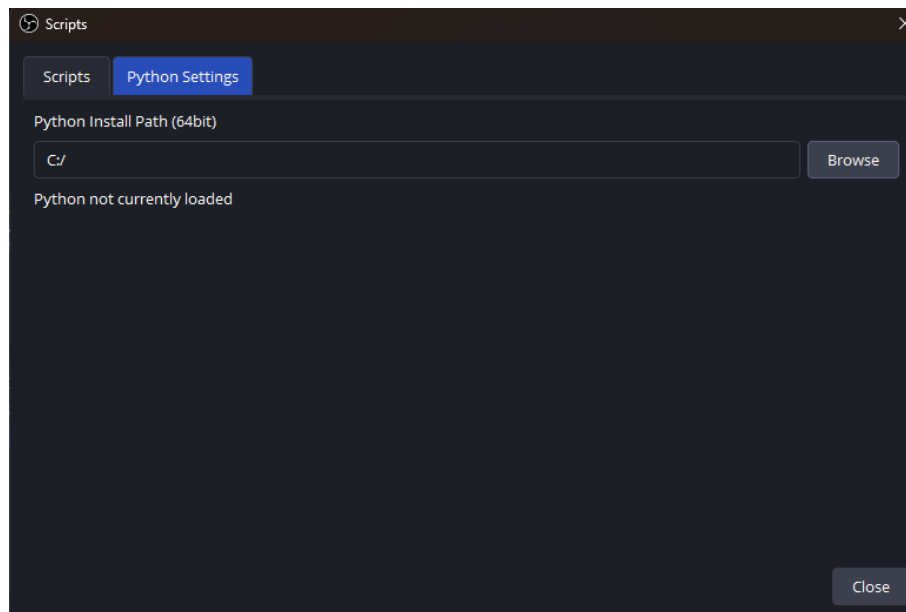 Scripts
Scripts Python Settings
Python Install Path (64bit)
C:/ Browse
Python not currently loaded
Close